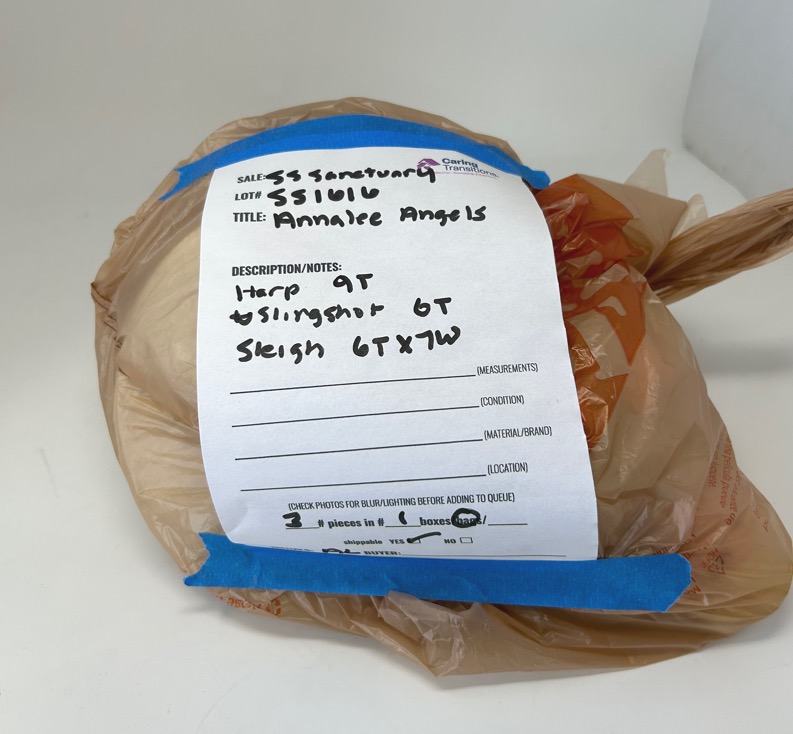 Caring
Transitions
SALE: SS Sanctuary
LOT# SS1616
TITLE: Annalee Angels
DESCRIPTION/NOTES:
Harp 9T
Slingshot 6T
Sleigh 6T X 7W
(MEASUREMENTS)
(CONDITION)
(MATERIAL/BRAND)
(LOCATION)
(CHECK PHOTOS FOR BLUR/LIGHTING BEFORE ADDING TO QUEUE)
3 # pieces in # 1 boxes/bags/
shippable YES NO
BUYER: